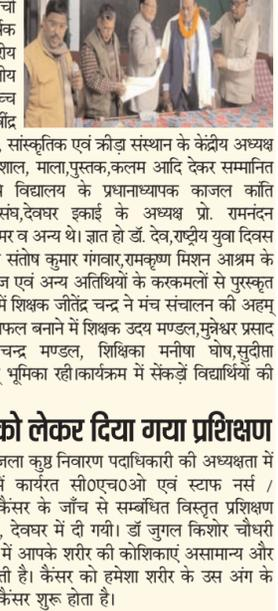 र्षिक
रीय
गीय
च्च
वींद्र
, सांस्कृतिक एवं क्रीड़ा संस्थान के केंद्रीय अध्यक्ष
शाल, माला,पुस्तक,कलम आदि देकर सम्मानित
विद्यालय के प्रधानाध्यापक काजल कांति
संघ,देवघर इकाई के अध्यक्ष प्रो. रामनंदन
मर व अन्य थे। ज्ञात हो डॉ. देव,राष्ट्रीय युवा दिवस
संतोष कुमार गंगवार,रामकृष्ण मिशन आश्रम के
ज एवं अन्य अतिथियों के करकमलों से पुरस्कृत
में शिक्षक जीतेंद्र चन्द्र ने मंच संचालन की अहम्
फल बनाने में शिक्षक उदय मण्डल,मुन्नेश्वर प्रसाद
चन्द्र मण्डल, शिक्षिका मनीषा घोष,सुदीप्ता
भूमिका रही।कार्यक्रम में सेंकड़ों विद्यार्थियों की
को लेकर दिया गया प्रशिक्षण
जला कुष्ठ निवारण पदाधिकारी की अध्यक्षता में
में कार्यरत सी0एच0ओ एवं स्टाफ नर्स /
कैंसर के जाँच से सम्बंधित विस्तृत प्रशिक्षण
, देवघर में दी गयी। डॉ जुगल किशोर चौधरी
में आपके शरीर की कोशिकाएं असामान्य और
ती है। कैंसर को हमेशा शरीर के उस अंग के
कैंसर शुरू होता है।